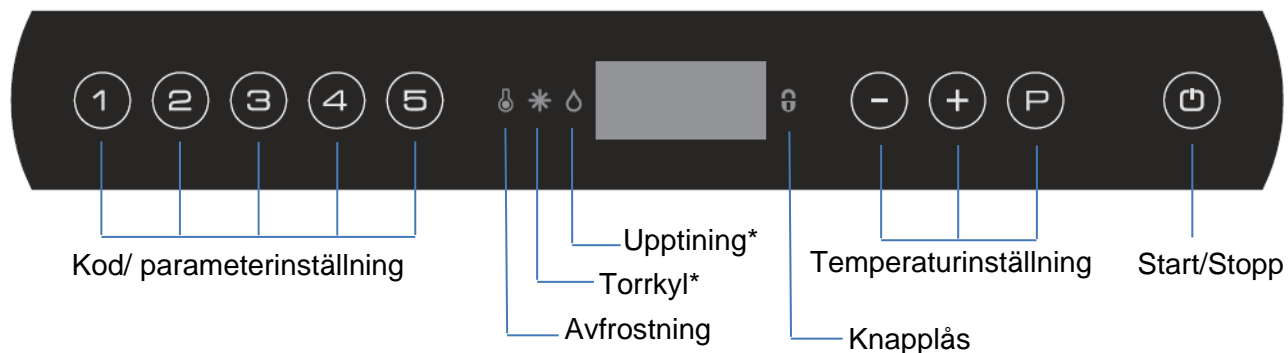 1 2 3 4 5 - + P
Upptining*
Kod/ parameterinställning
Temperaturinställning
Start/Stopp
Torrkyl*
Avfrostning
Knapplås